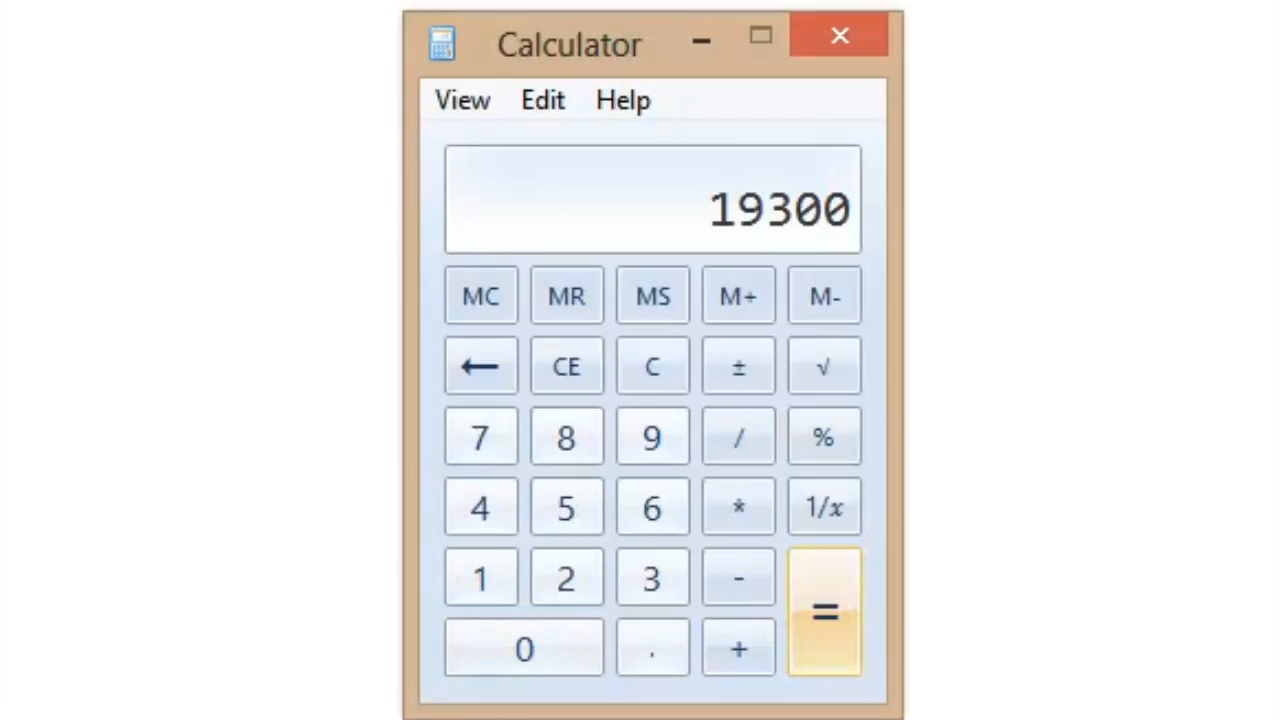 Calculator
View Edit Help
19300
MC MR MS M+ M-
← CE C ± √
7 8 9 / %
4 5 6 * 1/x
1 2 3 - =
0 . +